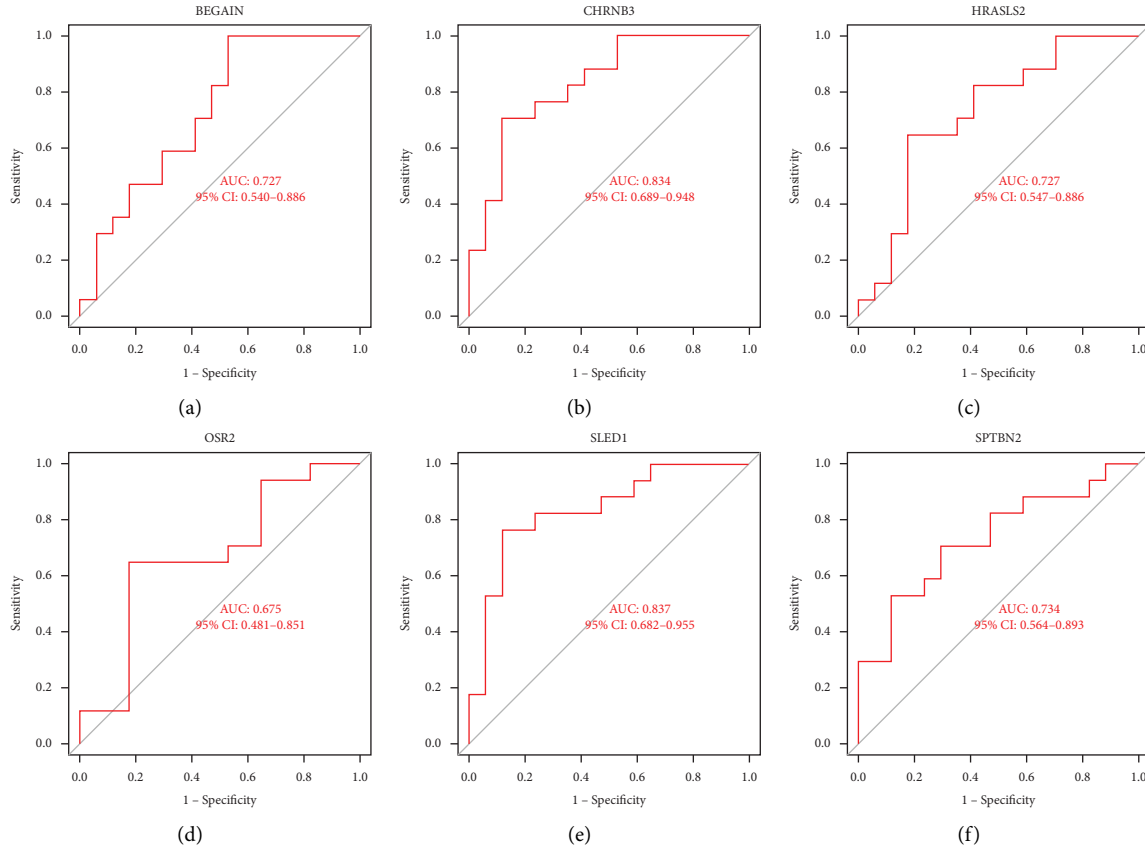 BEGAIN
1.0
0.8
0.6
0.4
0.2
0.0
Sensitivity
AUC: 0.727
95% CI: 0.540–0.886
0.0 0.2 0.4 0.6 0.8 1.0
1 – Specificity
(a)
CHRNB3
1.0
0.8
0.6
0.4
0.2
0.0
Sensitivity
AUC: 0.834
95% CI: 0.689–0.948
0.0 0.2 0.4 0.6 0.8 1.0
1 – Specificity
(b)
HRASLS2
1.0
0.8
0.6
0.4
0.2
0.0
Sensitivity
AUC: 0.727
95% CI: 0.547–0.886
0.0 0.2 0.4 0.6 0.8 1.0
1 – Specificity
(c)
OSR2
1.0
0.8
0.6
0.4
0.2
0.0
Sensitivity
AUC: 0.675
95% CI: 0.481–0.851
0.0 0.2 0.4 0.6 0.8 1.0
1 – Specificity
(d)
SLED1
1.0
0.8
0.6
0.4
0.2
0.0
Sensitivity
AUC: 0.837
95% CI: 0.682–0.955
0.0 0.2 0.4 0.6 0.8 1.0
1 – Specificity
(e)
SPTBN2
1.0
0.8
0.6
0.4
0.2
0.0
Sensitivity
AUC: 0.734
95% CI: 0.564–0.893
0.0 0.2 0.4 0.6 0.8 1.0
1 – Specificity
(f)